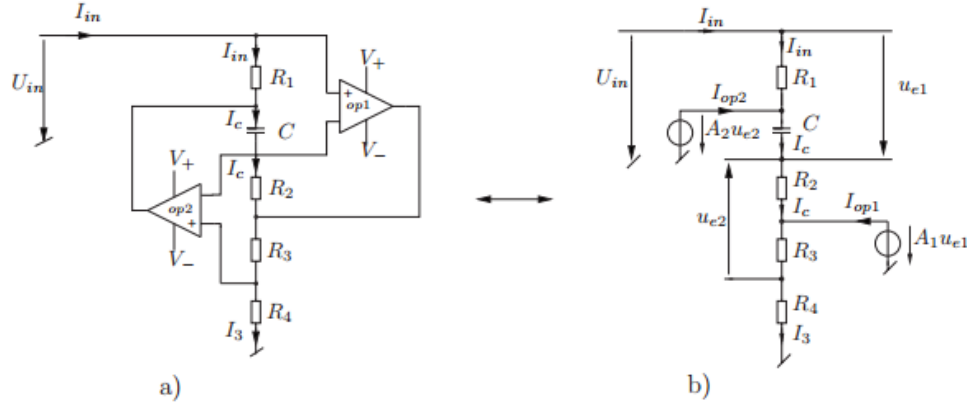 I_in I_in
I_in I_in
V_+
U_in R_1 + op1 U_in R_1 u_e1
I_op2
I_c C V_- A_2u_e2 C
I_c
V_+ I_c R_2 R_2
op2 + u_e2 I_c I_op1
V_- R_3 R_3 A_1u_e1
R_4 R_4
I_3 I_3
a) b)